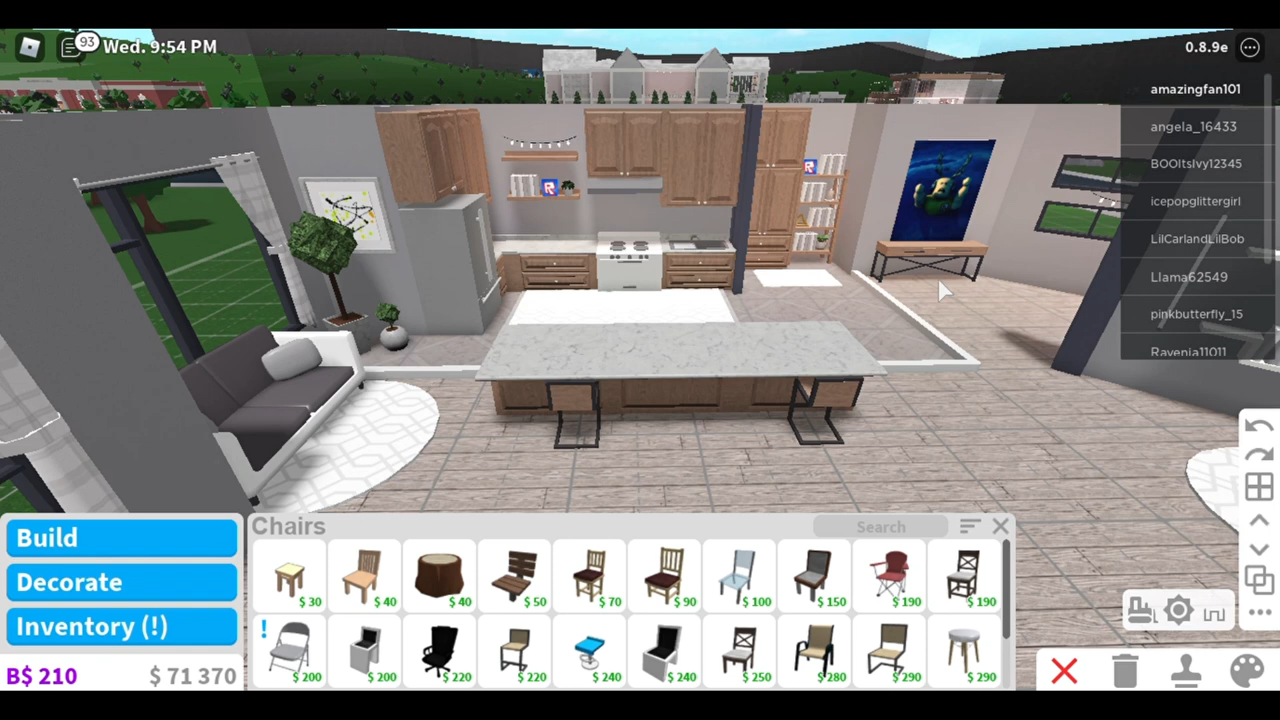 93
Wed. 9:54 PM
0.8.9e
amazingfan101
angela_16433
BOOItsIvy12345
icepopglittergirl
LilCarlandLilBob
Llama62549
pinkbutterfly_15
Ravenia11011
Build
Decorate
Inventory (!)
B$ 210
$ 71 370
Chairs
Search
$ 30
$ 40
$ 40
$ 50
$ 70
$ 90
$ 100
$ 150
$ 190
$ 190
!
$ 200
$ 200
$ 220
$ 220
$ 240
$ 240
$ 250
$ 280
$ 290
$ 290